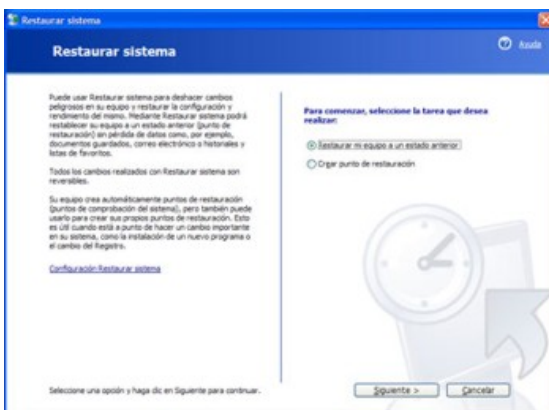 Restaurar sistema
Restaurar sistema
Ayuda
Puede usar Restaurar sistema para deshacer cambios
peligrosos en su equipo y restaurar la configuración y
rendimiento del mismo. Mediante Restaurar sistema podrá
restablecer su equipo a un estado anterior (punto de
restauración) sin pérdida de datos como, por ejemplo,
documentos guardados, correo electrónico o historiales y
listas de favoritos.
Todos los cambios realizados con Restaurar sistema son
reversibles.
Su equipo crea automáticamente puntos de restauración
(puntos de comprobación del sistema), pero también puede
usarlo para crear sus propios puntos de restauración. Esto
es útil cuando está a punto de hacer un cambio importante
en su sistema, como la instalación de un nuevo programa o
el cambio del Registro.
Configuración Restaurar sistema
Para comenzar, seleccione la tarea que desea
realizar:
Restaurar mi equipo a un estado anterior
Crear punto de restauración
Seleccione una opción y haga clic en Siguiente para continuar.
Siguiente >
Cancelar